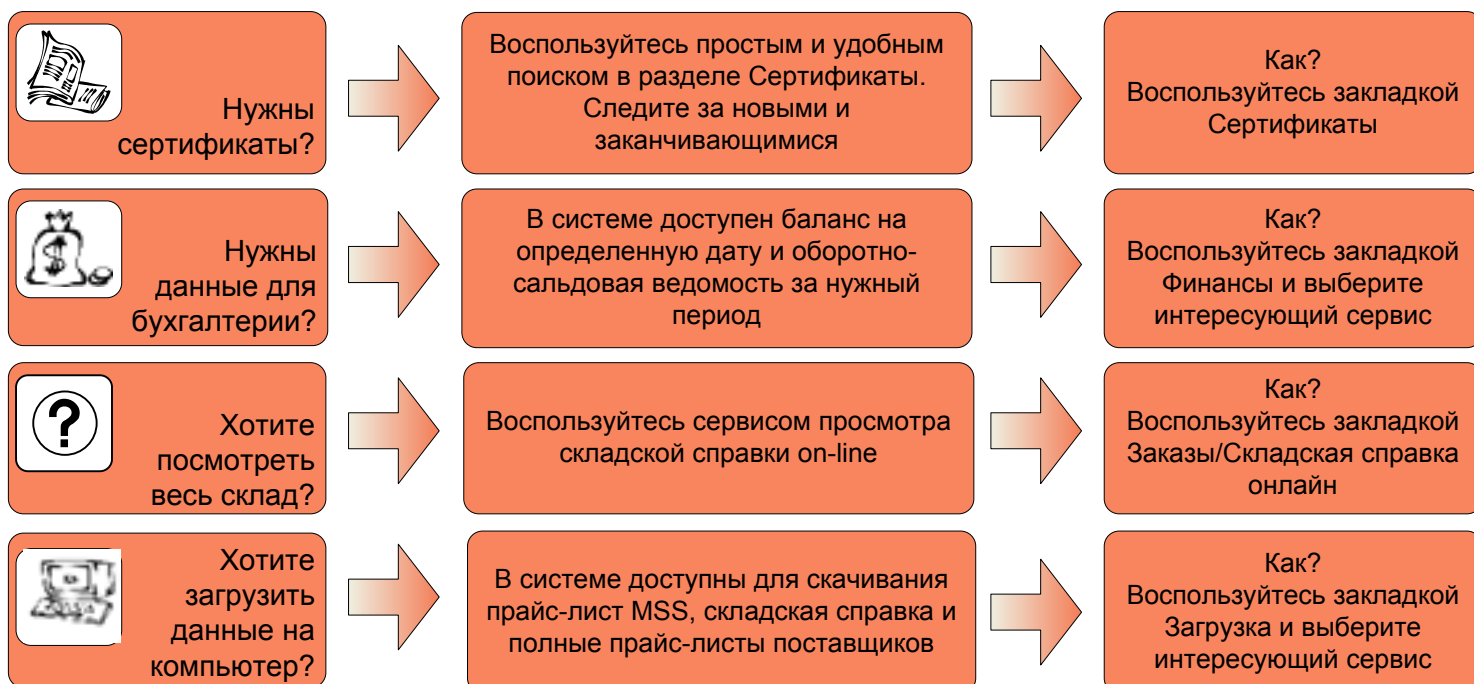 Нужны
сертификаты?
Воспользуйтесь простым и удобным
поиском в разделе Сертификаты.
Следите за новыми и
заканчивающимися
Как?
Воспользуйтесь закладкой
Сертификаты
Нужны
данные для
бухгалтерии?
В системе доступен баланс на
определенную дату и оборотно-
сальдовая ведомость за нужный
период
Как?
Воспользуйтесь закладкой
Финансы и выберите
интересующий сервис
Хотите
посмотреть
весь склад?
Воспользуйтесь сервисом просмотра
складской справки on-line
Как?
Воспользуйтесь закладкой
Заказы/Складская справка
онлайн
Хотите
загрузить
данные на
компьютер?
В системе доступны для скачивания
прайс-лист MSS, складская справка и
полные прайс-листы поставщиков
Как?
Воспользуйтесь закладкой
Загрузка и выберите
интересующий сервис